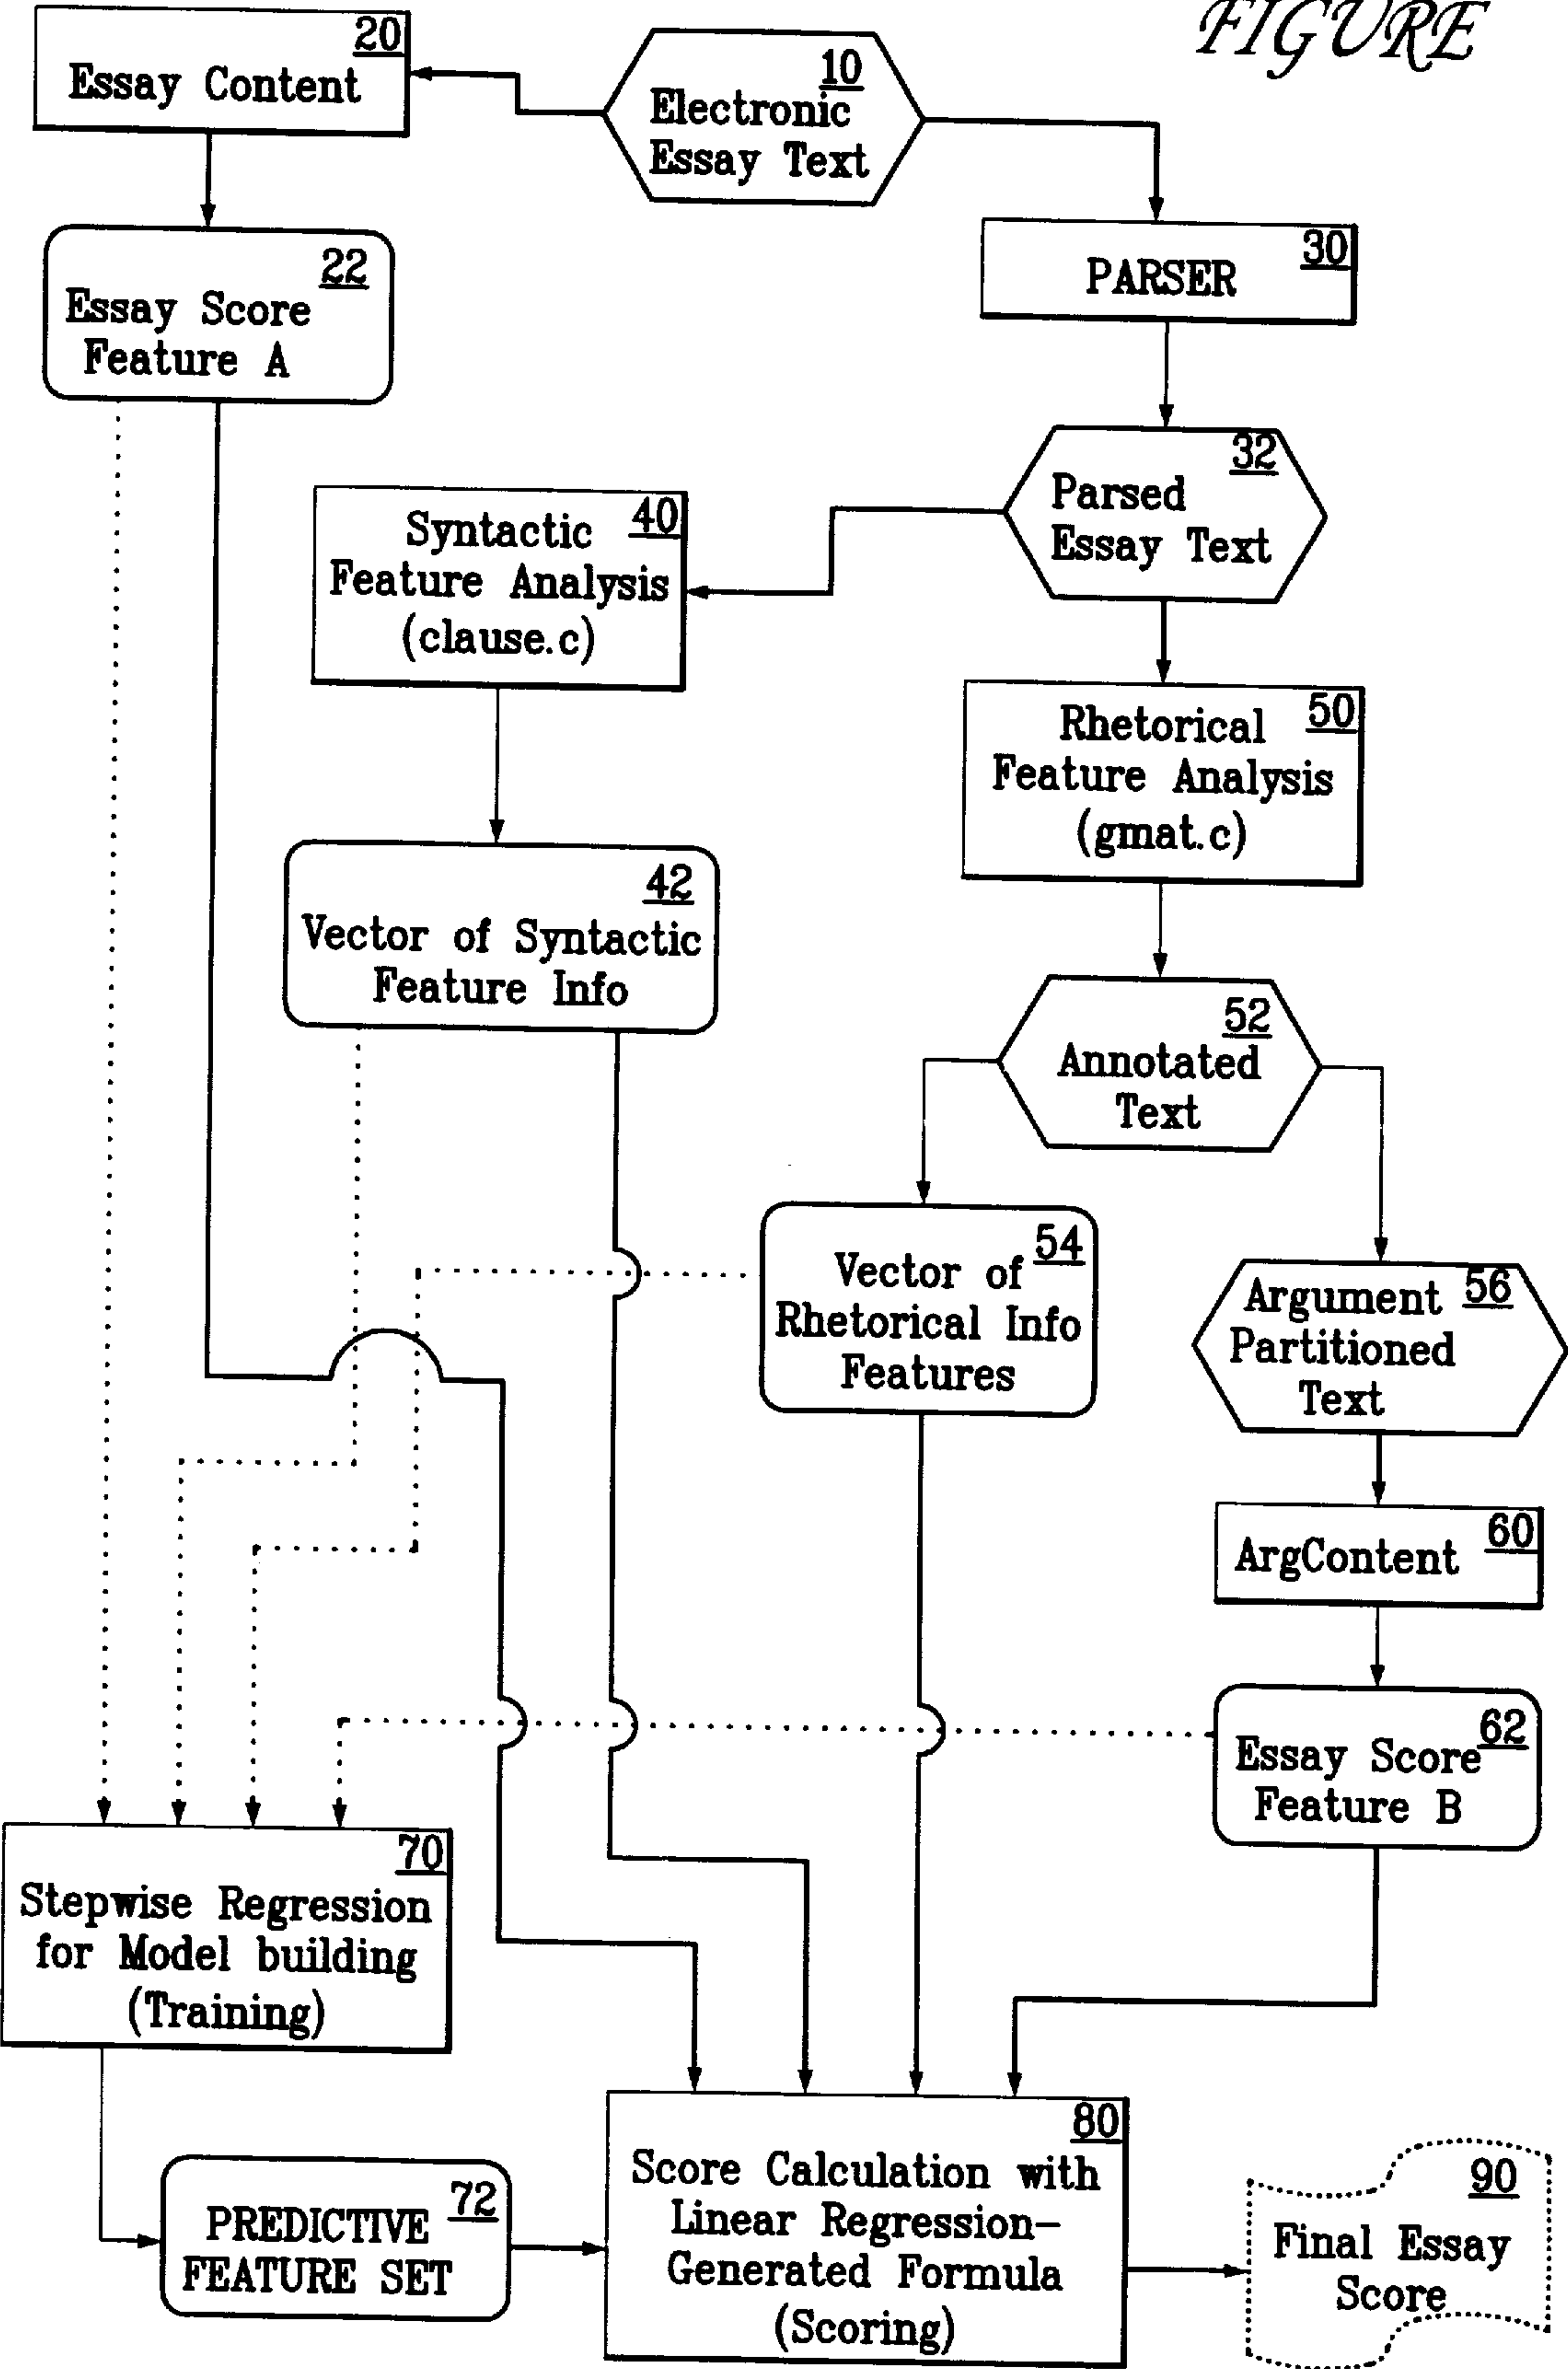 FIGURE
20
Essay Content
10
Electronic
Essay Text
30
PARSER
22
Essay Score
Feature A
32
Parsed
Essay Text
40
Syntactic
Feature Analysis
(clause.c)
50
Rhetorical
Feature Analysis
(gmat.c)
42
Vector of Syntactic
Feature Info
52
Annotated
Text
54
Vector of
Rhetorical Info
Features
56
Argument
Partitioned
Text
60
ArgContent
62
Essay Score
Feature B
70
Stepwise Regression
for Model building
(Training)
72
PREDICTIVE
FEATURE SET
80
Score Calculation with
Linear Regression-
Generated Formula
(Scoring)
90
Final Essay
Score